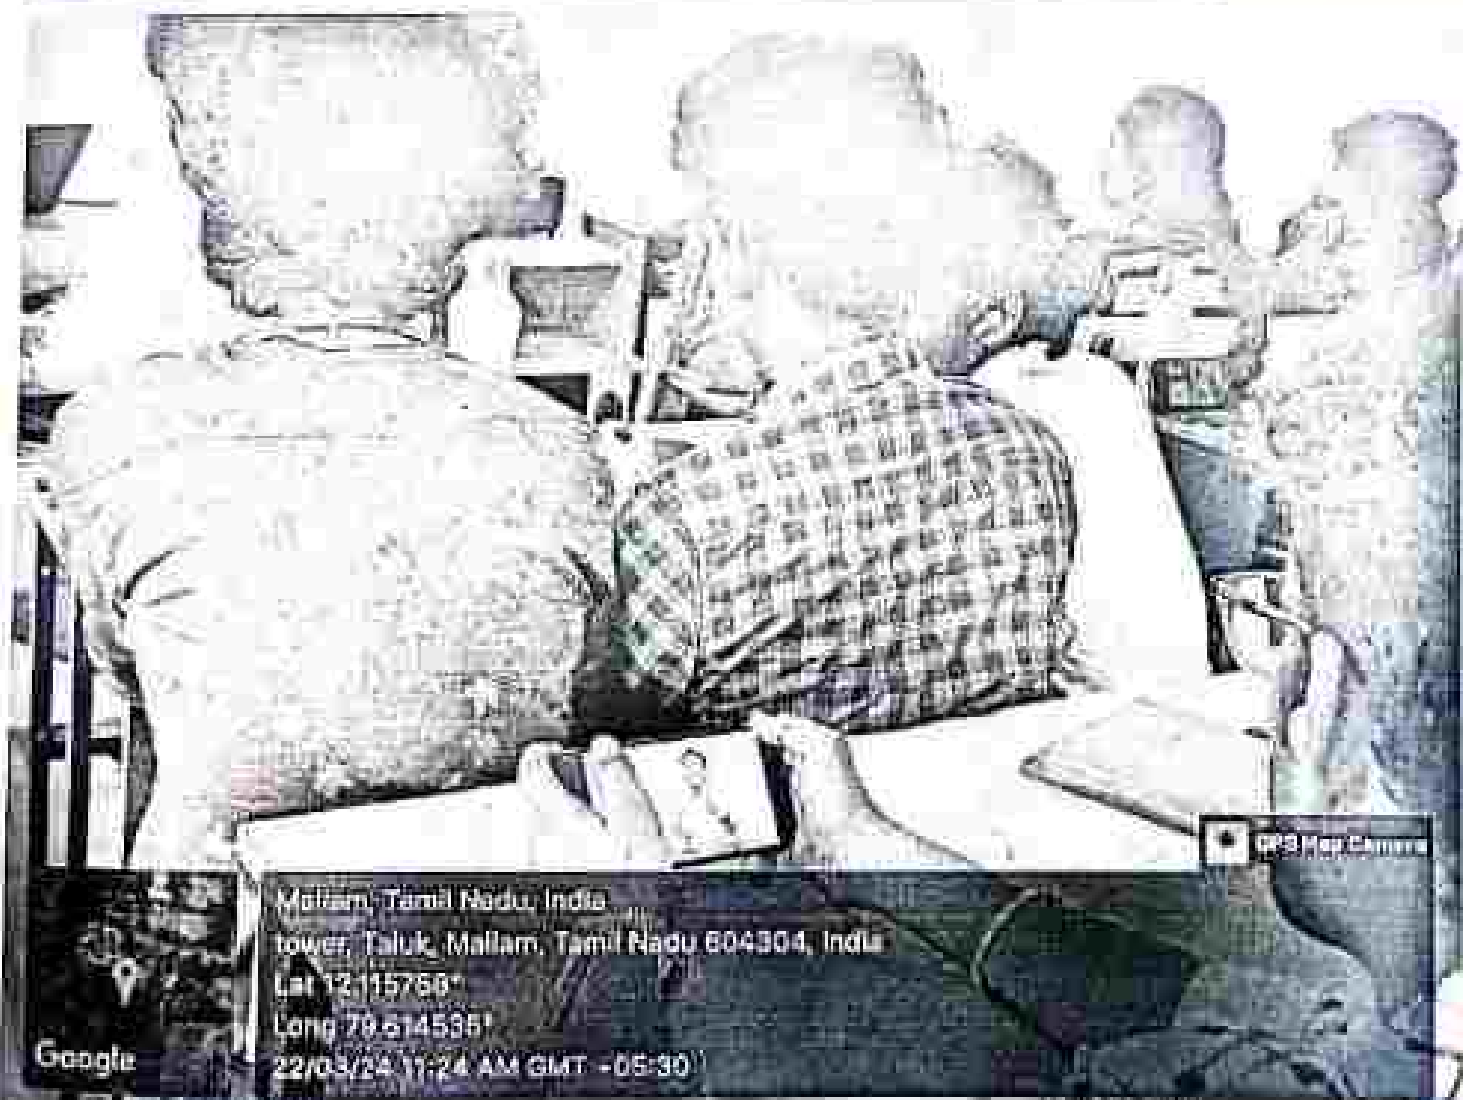 GPS Map Camera
Mallam, Tamil Nadu, India
tower, Taluk, Mallam, Tamil Nadu 604304, India
Lat 12.115769°
Long 79.614535°
22/03/24 11:24 AM GMT +05:30
Google